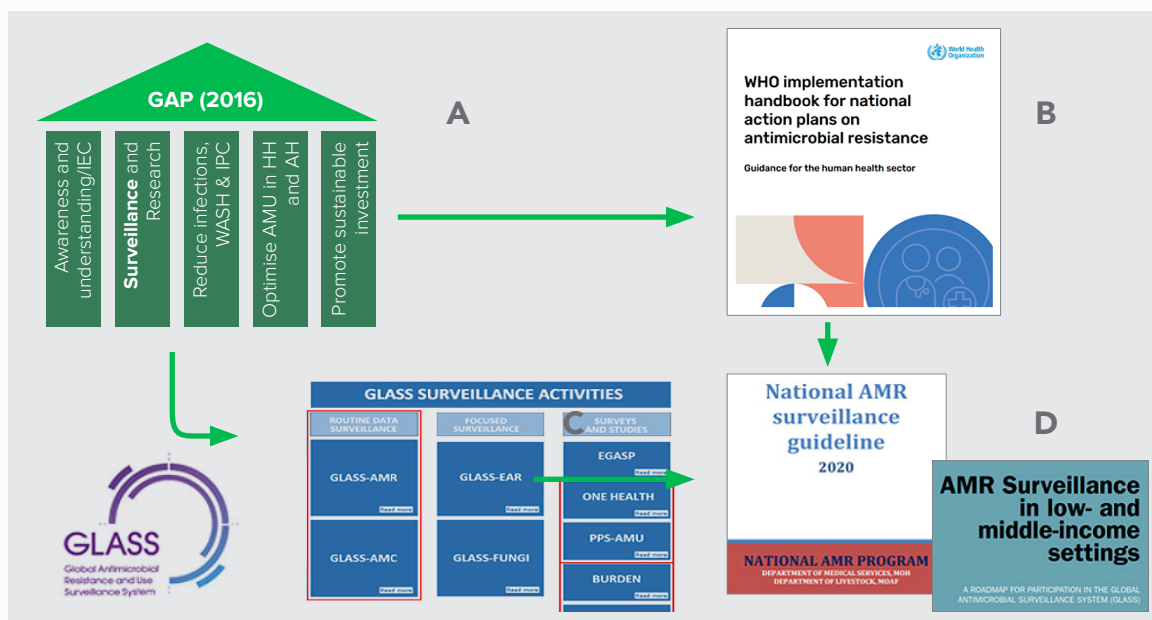 GAP (2016)
Awareness and
understanding/IEC
Surveillance and
Research
Reduce infections,
WASH & IPC
Optimise AMU in HH
and AH
Promote sustainable
investment
A
World Health
Organization
WHO implementation
handbook for national
action plans on
antimicrobial resistance
Guidance for the human health sector
B
GLASS
Global Antimicrobial
Resistance and Use
Surveillance System
GLASS SURVEILLANCE ACTIVITIES
ROUTINE DATA
SURVEILLANCE
GLASS-AMR
Read more
GLASS-AMC
Read more
FOCUSED
SURVEILLANCE
GLASS-EAR
Read more
GLASS-FUNGI
Read more
C
SURVEYS
AND STUDIES
EGASP
Read more
ONE HEALTH
Read more
PPS-AMU
Read more
BURDEN
Read more
National AMR
surveillance
guideline
2020
NATIONAL AMR PROGRAM
DEPARTMENT OF MEDICAL SERVICES, MOH
DEPARTMENT OF LIVESTOCK, MOAF
D
AMR Surveillance
in low- and
middle-income
settings
A ROADMAP FOR PARTICIPATION IN THE GLOBAL
ANTIMICROBIAL SURVEILLANCE SYSTEM (GLASS)